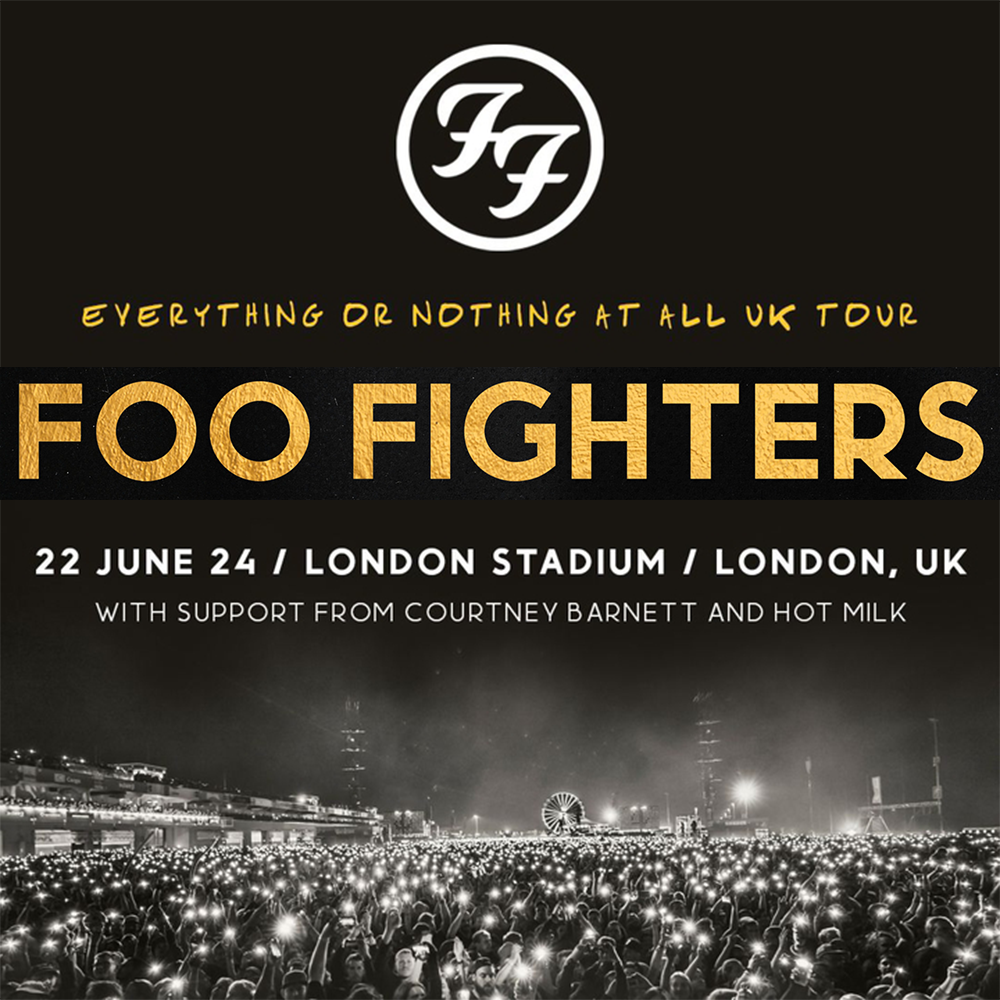 FF
EVERYTHING OR NOTHING AT ALL UK TOUR
FOO FIGHTERS
22 JUNE 24 / LONDON STADIUM / LONDON, UK
WITH SUPPORT FROM COURTNEY BARNETT AND HOT MILK